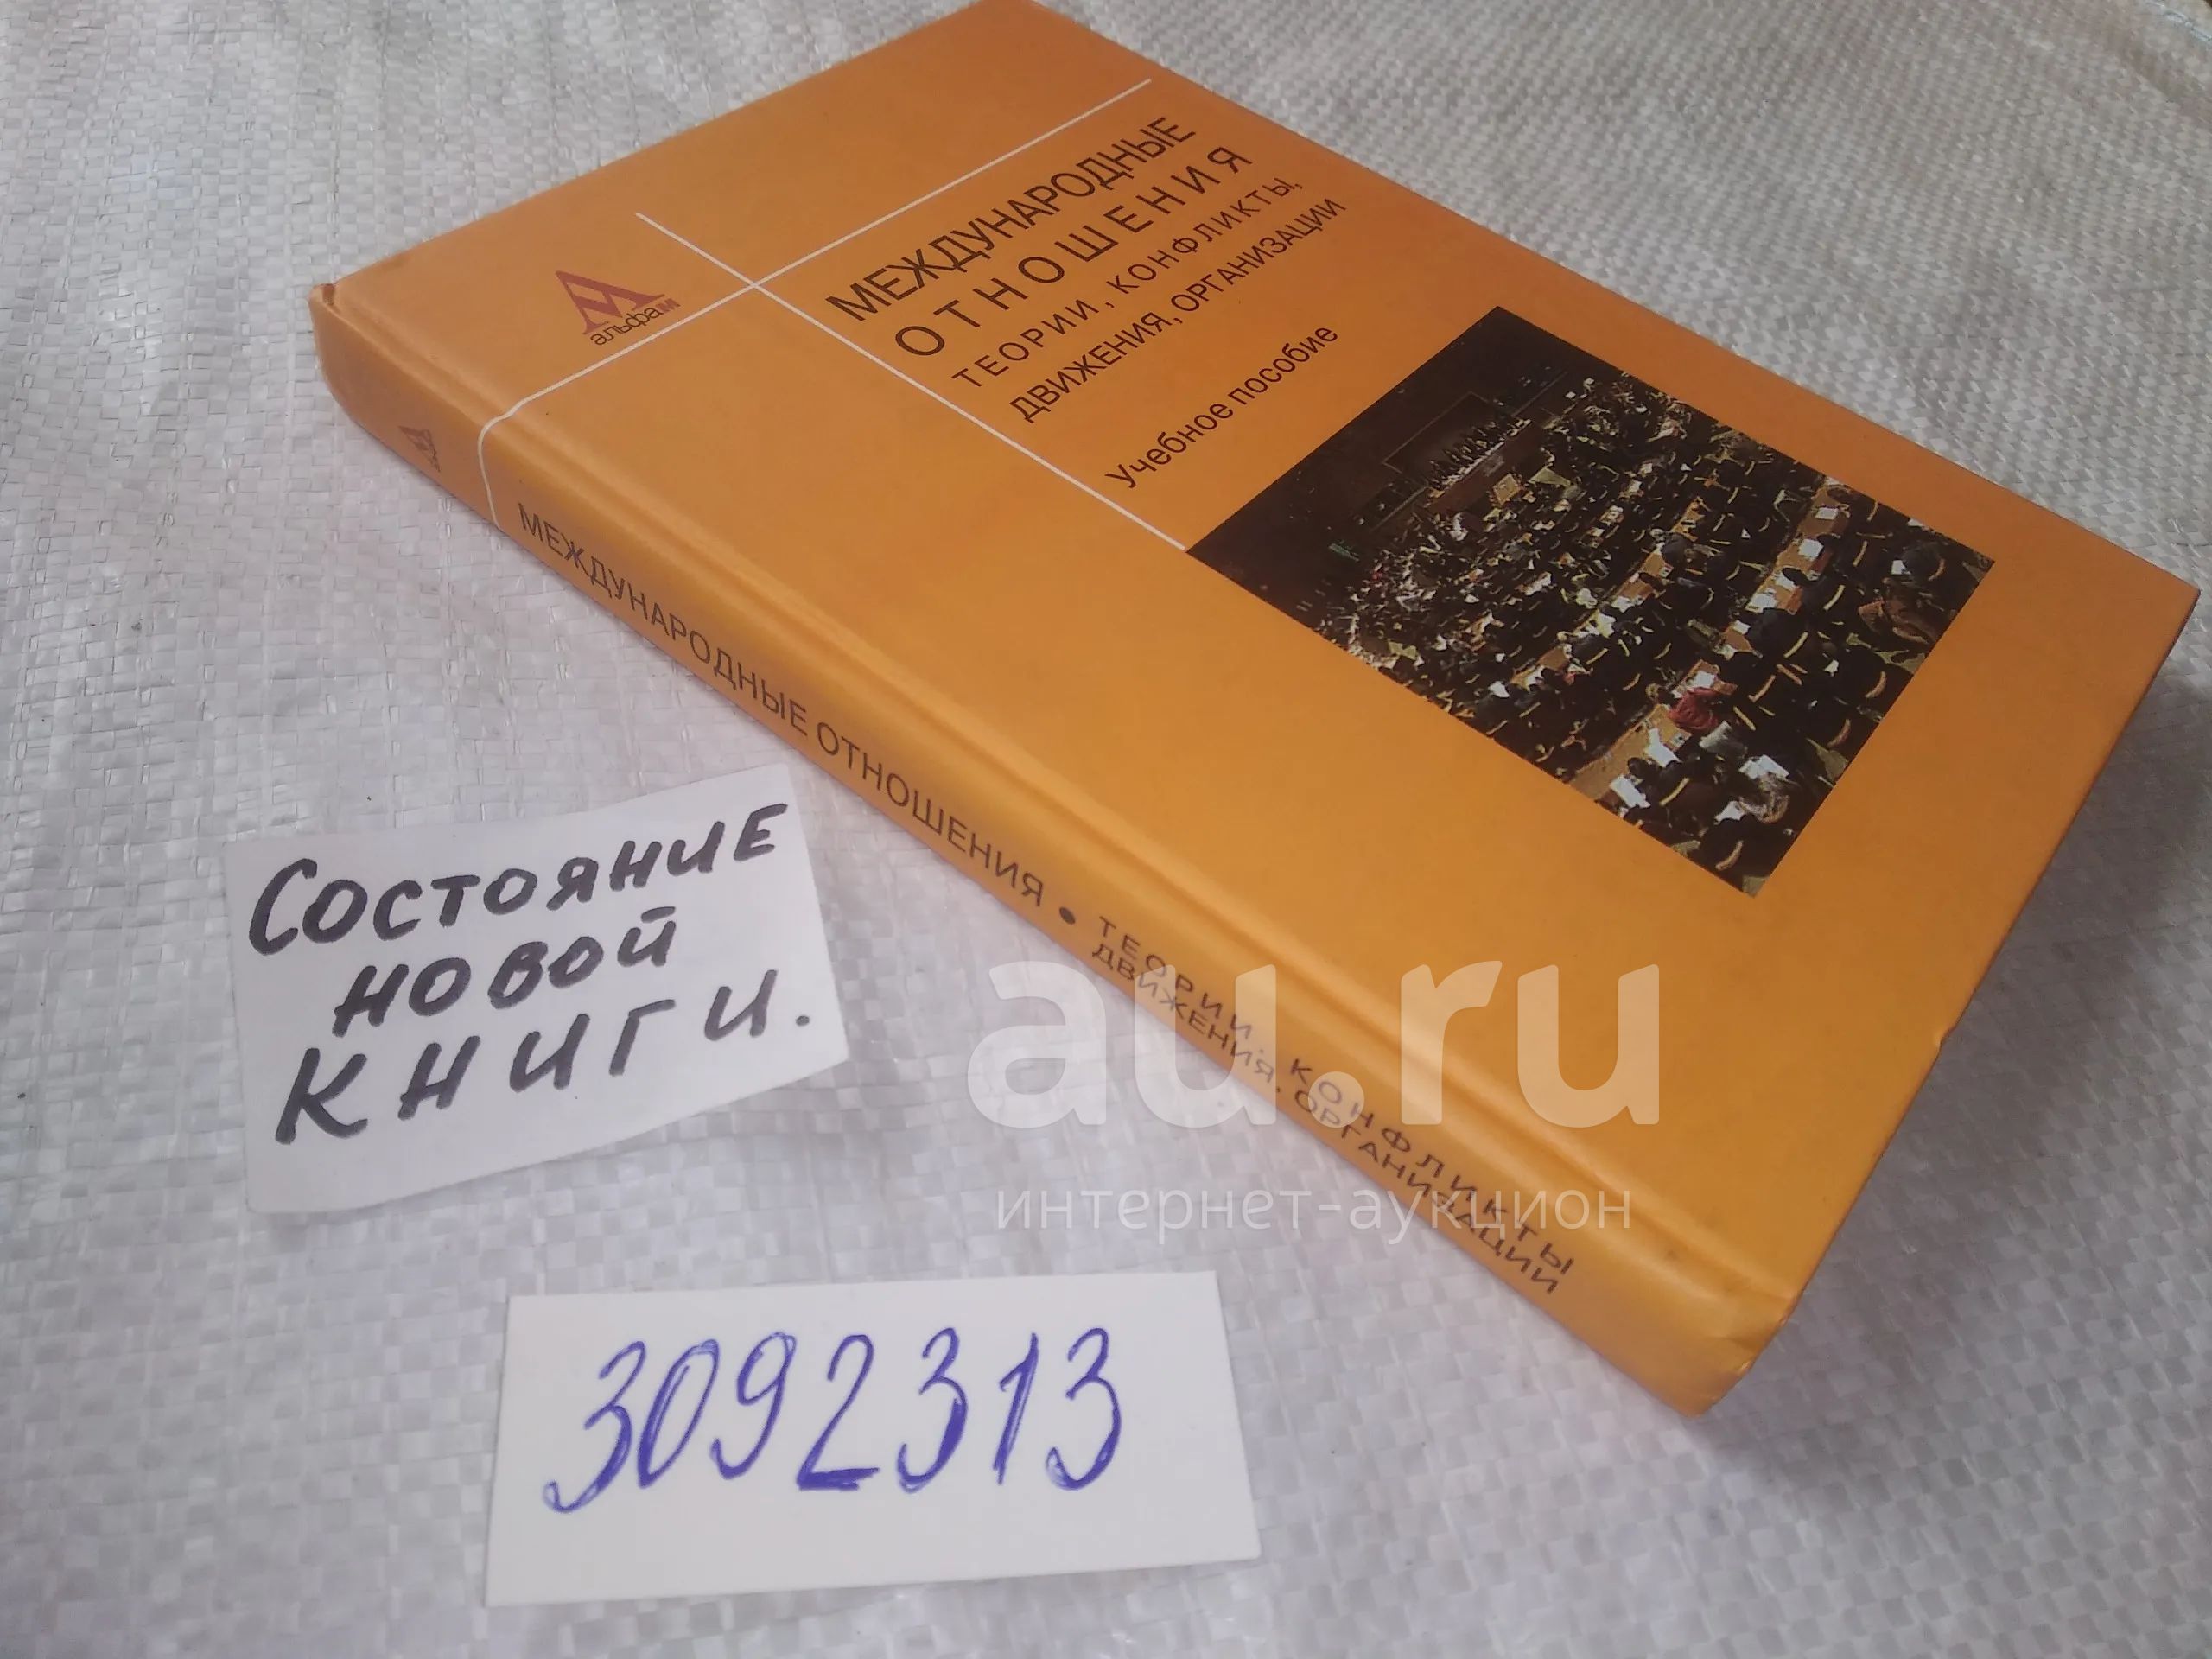 МЕЖДУНАРОДНЫЕ
ОТНОШЕНИЯ
ТЕОРИИ, КОНФЛИКТЫ,
ДВИЖЕНИЯ, ОРГАНИЗАЦИИ
Учебное пособие
альфа-м
МЕЖДУНАРОДНЫЕ ОТНОШЕНИЯ • ТЕОРИИ. КОНФЛИКТЫ
ДВИЖЕНИЯ. ОРГАНИЗАЦИИ
Состояние
новой
книги.
3092313
au.ru
интернет-аукцион